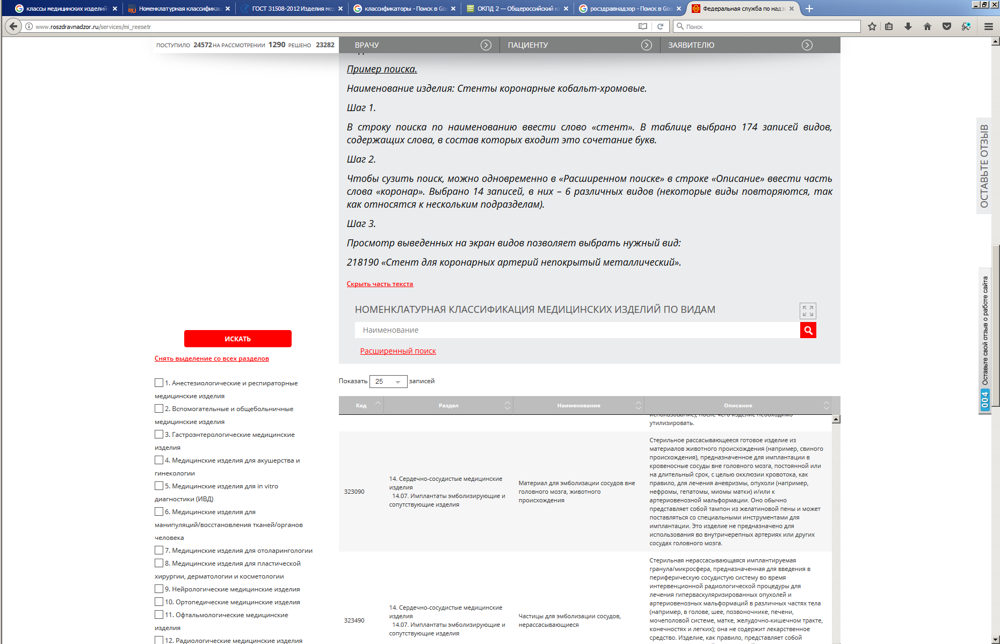 классы медицинских изделий
Номенклатурная классифика
ГОСТ 31508-2012 Изделия ме
классификаторы - Поиск в Goo
ОКПД 2 — Общероссийский к
росздравнадзор - Поиск в Goo
Федеральная служба по надз
www.roszdravnadzor.ru/services/mi_reesetr
Поиск
ПОСТУПИЛО 24572 НА РАССМОТРЕНИИ 1290 РЕШЕНО 23282
ВРАЧУ
ПАЦИЕНТУ
ЗАЯВИТЕЛЮ
Пример поиска.
Наименование изделия: Стенты коронарные кобальт-хромовые.
Шаг 1.
В строку поиска по наименованию ввести слово «стент». В таблице выбрано 174 записей видов,
содержащих слова, в состав которых входит это сочетание букв.
Шаг 2.
Чтобы сузить поиск, можно одновременно в «Расширенном поиске» в строке «Описание» ввести часть
слова «коронар». Выбрано 14 записей, в них – 6 различных видов (некоторые виды повторяются, так
как относятся к нескольким подразделам).
Шаг 3.
Просмотр выведенных на экран видов позволяет выбрать нужный вид:
218190 «Стент для коронарных артерий непокрытый металлический».
Скрыть часть текста
НОМЕНКЛАТУРНАЯ КЛАССИФИКАЦИЯ МЕДИЦИНСКИХ ИЗДЕЛИЙ ПО ВИДАМ
Наименование
Расширенный поиск
ИСКАТЬ
Снять выделение со всех разделов
1. Анестезиологические и респираторные
медицинские изделия
2. Вспомогательные и общебольничные
медицинские изделия
3. Гастроэнтерологические медицинские
изделия
4. Медицинские изделия для акушерства и
гинекологии
5. Медицинские изделия для in vitro
диагностики (ИВД)
6. Медицинские изделия для
манипуляций/восстановления тканей/органов
человека
7. Медицинские изделия для отоларингологии
8. Медицинские изделия для пластической
хирургии, дерматологии и косметологии
9. Нейрологические медицинские изделия
10. Ортопедические медицинские изделия
11. Офтальмологические медицинские
изделия
12. Радиологические медицинские изделия
Показать 25 записей
Код
Раздел
Наименование
Описание
использование), после чего изделие необходимо
утилизировать.
323090
14. Сердечно-сосудистые медицинские
изделия
14.07. Имплантаты эмболизирующие и
сопутствующие изделия
Материал для эмболизации сосудов вне
головного мозга, животного
происхождения
Стерильное рассасывающееся готовое изделие из
материалов животного происхождения (например, свиного
происхождения), предназначенное для имплантации в
кровеносные сосуды вне головного мозга, постоянной или
на длительный срок, с целью окклюзии кровотока, как
правило, для лечения аневризмы, опухоли (например,
нефромы, гепатомы, миомы матки) и/или к
артериовенозной мальформации. Оно обычно
представляет собой тампон из желатиновой пены и может
поставляться со специальными инструментами для
имплантации. Это изделие не предназначено для
использования во внутричерепных артериях или других
сосудах головного мозга.
323490
14. Сердечно-сосудистые медицинские
изделия
14.07. Имплантаты эмболизирующие и
сопутствующие изделия
Частицы для эмболизации сосудов,
нерассасывающиеся
Стерильная нерассасывающаяся имплантируемая
гранула/микросфера, предназначенная для введения в
периферическую сосудистую систему во время
интервенционной радиологической процедуры для
лечения гиперваскуляризированных опухолей и
артериовенозных мальформаций в различных частях тела
(например, в голове, шее, позвоночнике, печени,
мочеполовой системе, матке, желудочно-кишечном тракте,
конечностях и легких); она не содержит лекарственное
средство. Изделие, как правило, представляет собой
ОСТАВЬТЕ ОТЗЫВ
Оставьте свой отзыв о работе сайта
004